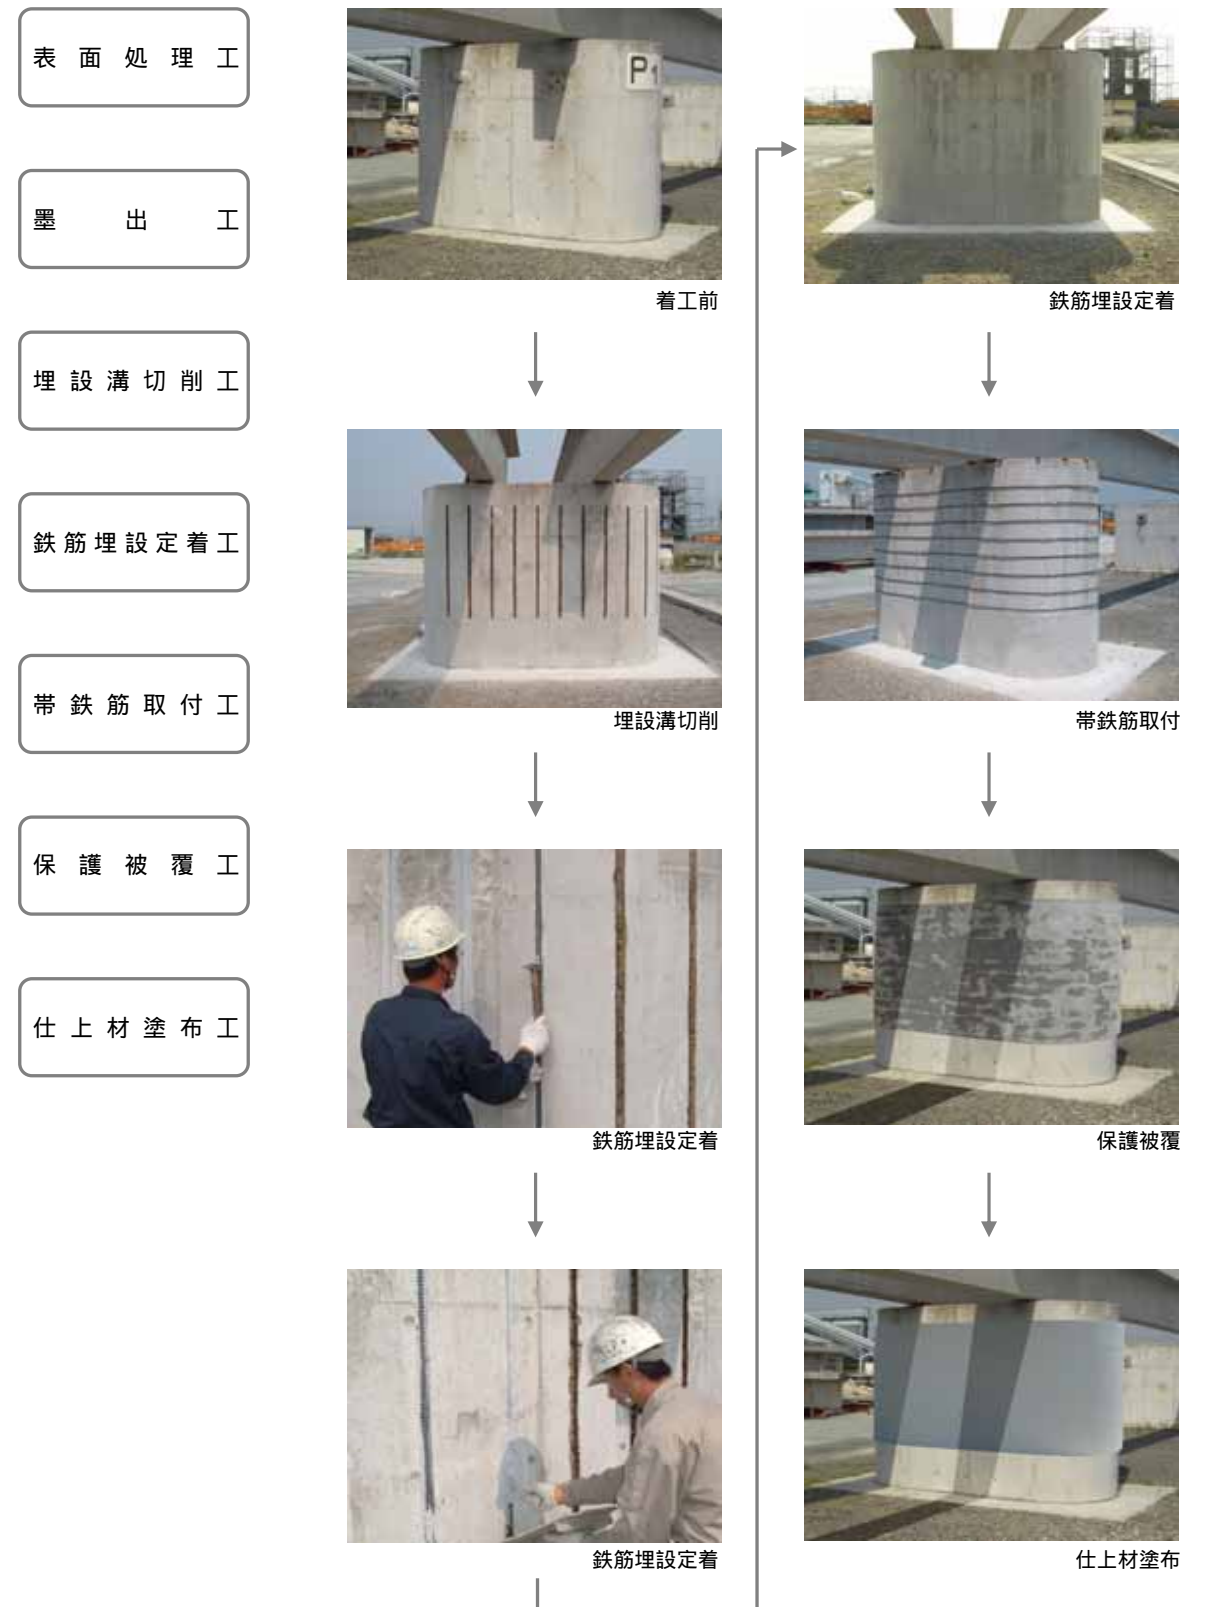 表面処理工
墨出工
埋設溝切削工
鉄筋埋設定着工
帯鉄筋取付工
保護被覆工
仕上材塗布工
P1
着工前
埋設溝切削
鉄筋埋設定着
鉄筋埋設定着
鉄筋埋設定着
帯鉄筋取付
保護被覆
仕上材塗布